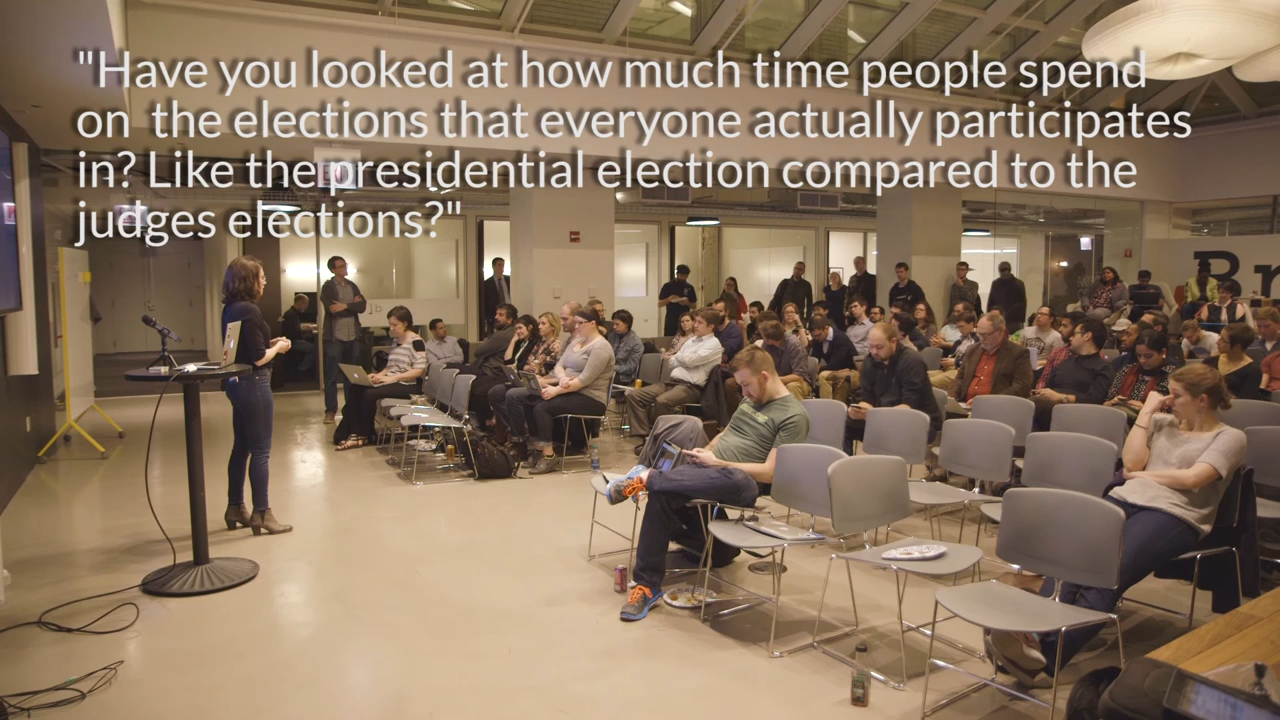 "Have you looked at how much time people spend
on  the elections that everyone actually participates
in? Like the presidential election compared to the
judges elections?"